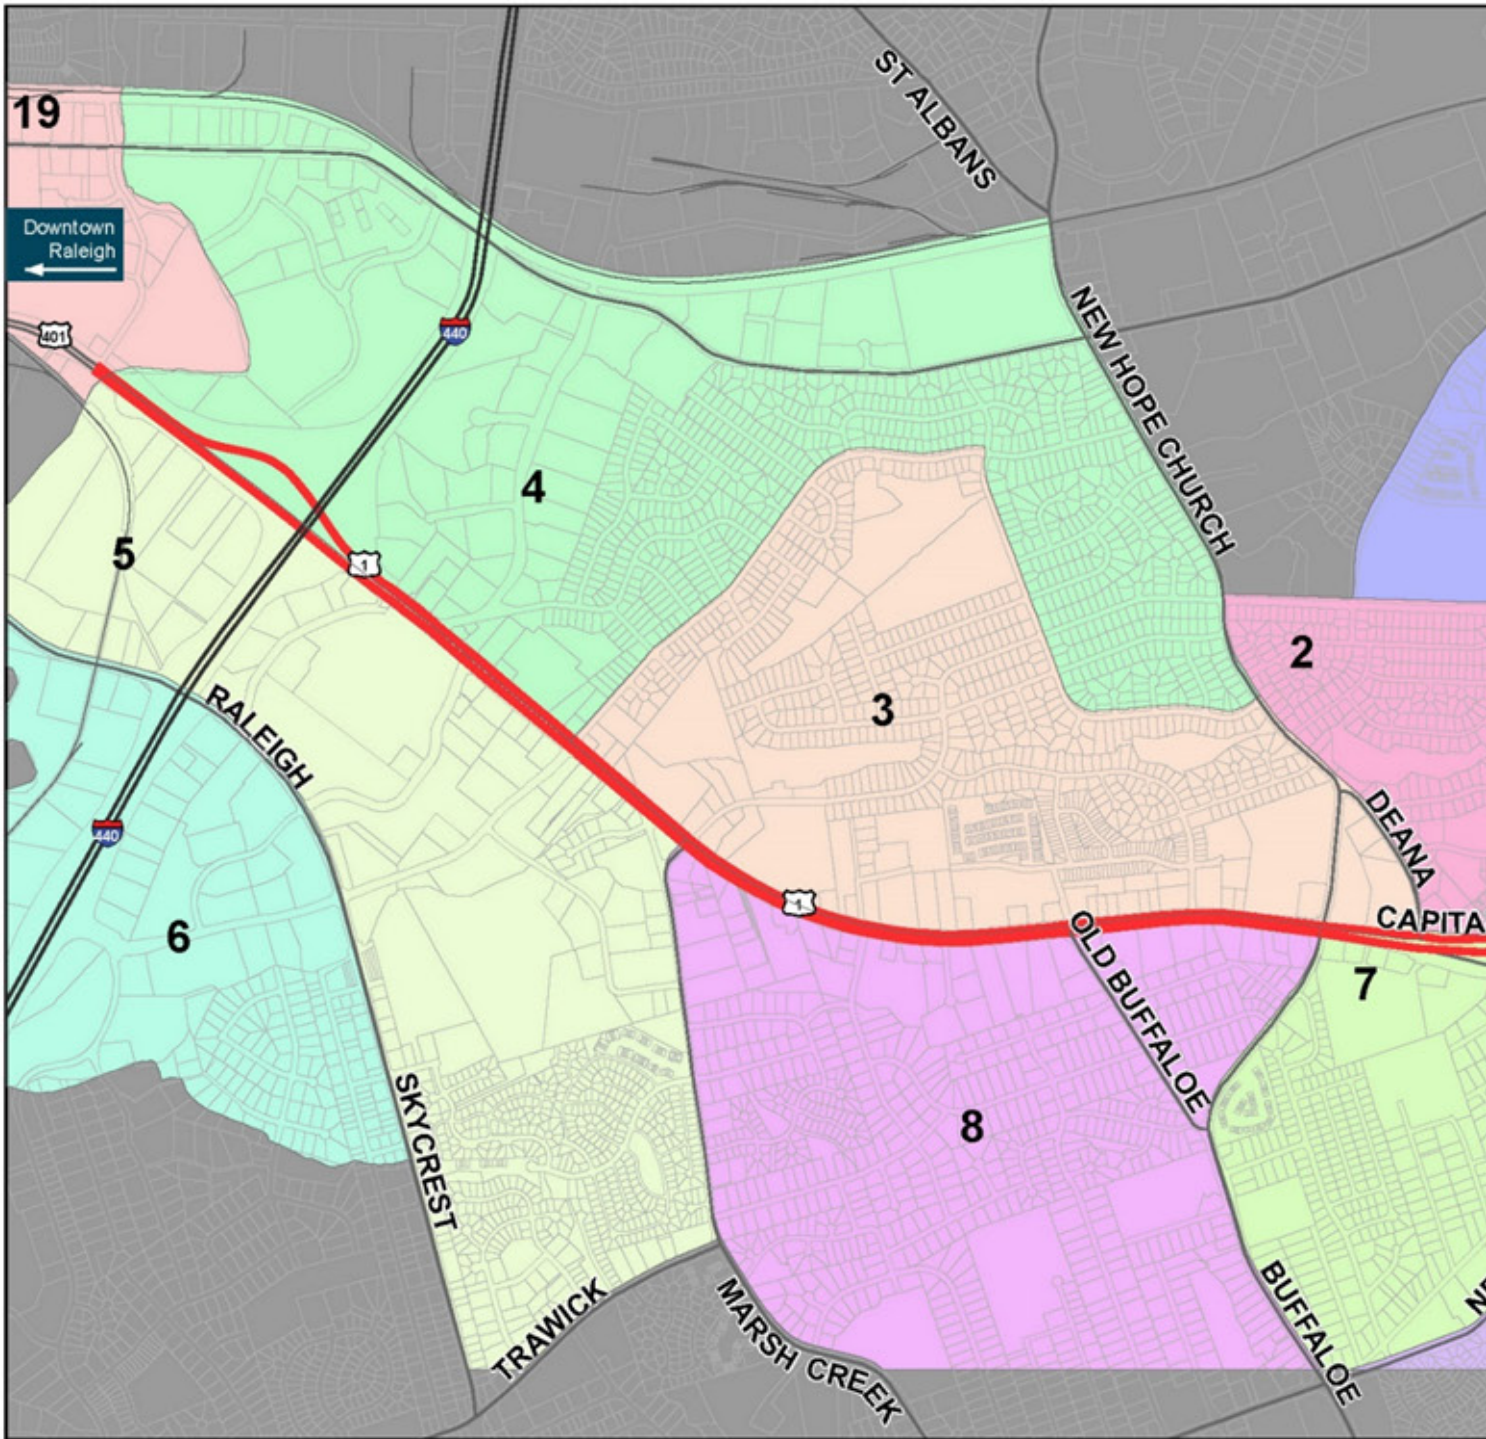 ST ALBANS
19
Downtown
Raleigh
401
440
NEW HOPE CHURCH
4
5
1
2
3
RALEIGH
440
DEANA
1
CAPITA
6
OLD BUFFALOE
7
SKYCREST
8
TRAWICK
MARSH CREEK
BUFFALOE